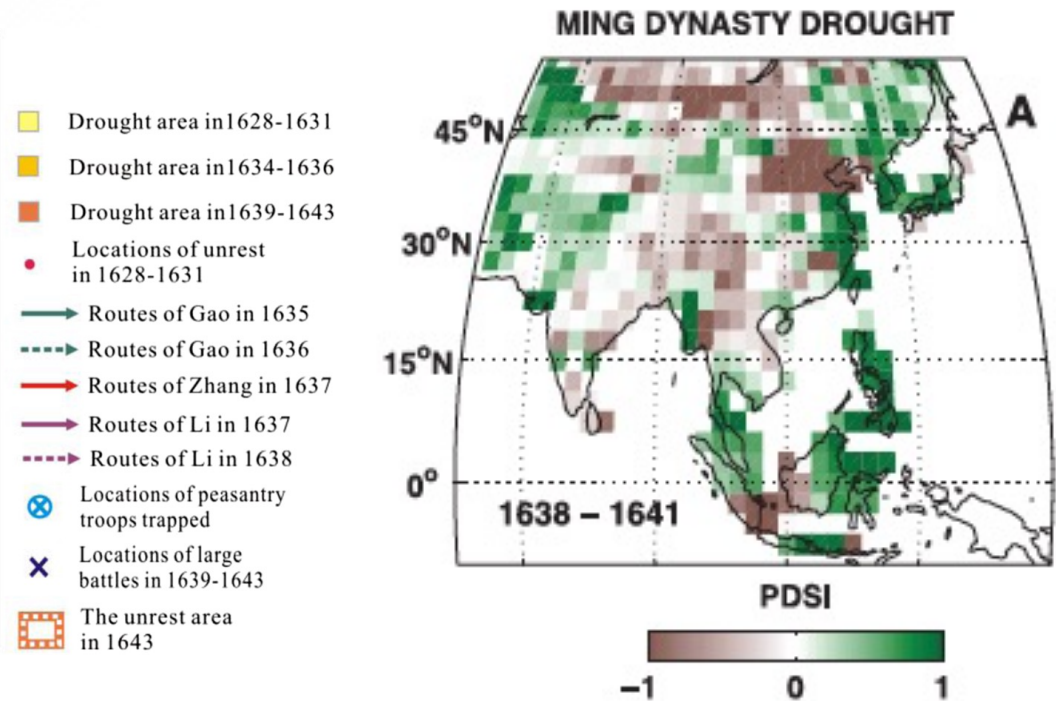 MING DYNASTY DROUGHT
A
Drought area in1628-1631
Drought area in1634-1636
Drought area in1639-1643
Locations of unrest
in 1628-1631
Routes of Gao in 1635
Routes of Gao in 1636
Routes of Zhang in 1637
Routes of Li in 1637
Routes of Li in 1638
Locations of peasantry
troops trapped
Locations of large
battles in 1639-1643
The unrest area
in 1643
45°N
30°N
15°N
0°
1638 – 1641
PDSI
−1 0 1